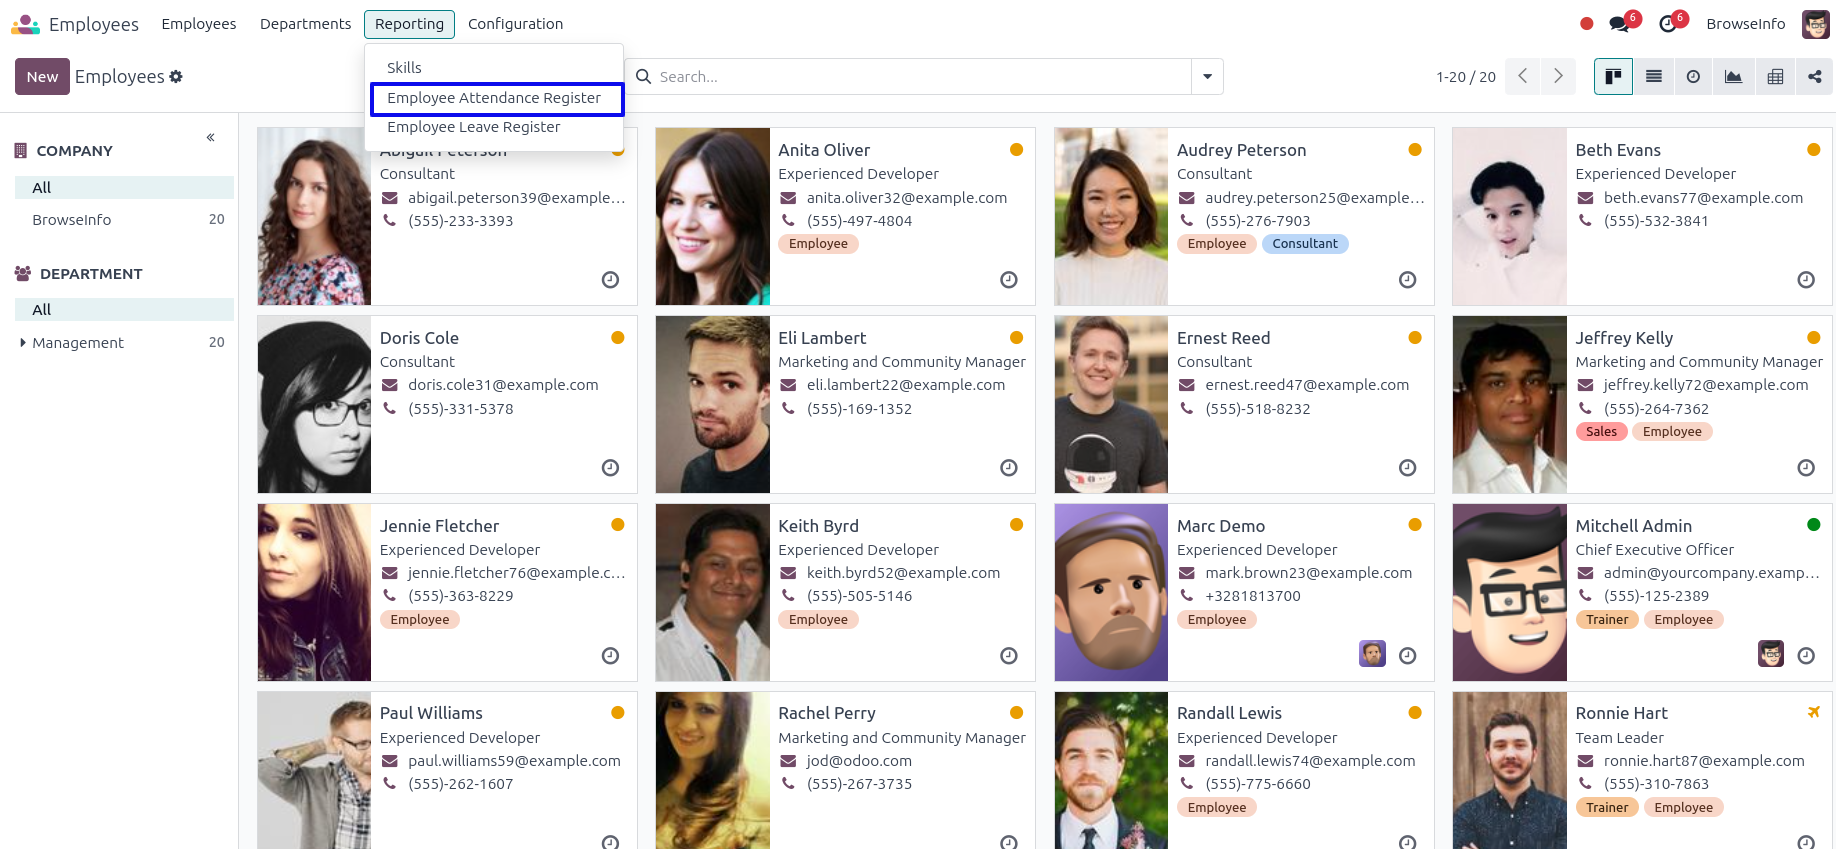 Employees Employees Departments Reporting Configuration 6 6 BrowseInfo
New Employees Search... 1-20 / 20
Skills
Employee Attendance Register
Employee Leave Register
COMPANY
All
BrowseInfo 20
DEPARTMENT
All
Management 20
Abigail Peterson
Consultant
abigail.peterson39@example...
(555)-233-3393
Anita Oliver
Experienced Developer
anita.oliver32@example.com
(555)-497-4804
Employee
Audrey Peterson
Consultant
audrey.peterson25@example...
(555)-276-7903
Employee Consultant
Beth Evans
Experienced Developer
beth.evans77@example.com
(555)-532-3841
Doris Cole
Consultant
doris.cole31@example.com
(555)-331-5378
Eli Lambert
Marketing and Community Manager
eli.lambert22@example.com
(555)-169-1352
Ernest Reed
Consultant
ernest.reed47@example.com
(555)-518-8232
Jeffrey Kelly
Marketing and Community Manager
jeffrey.kelly72@example.com
(555)-264-7362
Sales Employee
Jennie Fletcher
Experienced Developer
jennie.fletcher76@example.c...
(555)-363-8229
Employee
Keith Byrd
Experienced Developer
keith.byrd52@example.com
(555)-505-5146
Employee
Marc Demo
Experienced Developer
mark.brown23@example.com
+3281813700
Employee
Mitchell Admin
Chief Executive Officer
admin@yourcompany.examp...
(555)-125-2389
Trainer Employee
Paul Williams
Experienced Developer
paul.williams59@example.com
(555)-262-1607
Rachel Perry
Marketing and Community Manager
jod@odoo.com
(555)-267-3735
Randall Lewis
Experienced Developer
randall.lewis74@example.com
(555)-775-6660
Employee
Ronnie Hart
Team Leader
ronnie.hart87@example.com
(555)-310-7863
Trainer Employee